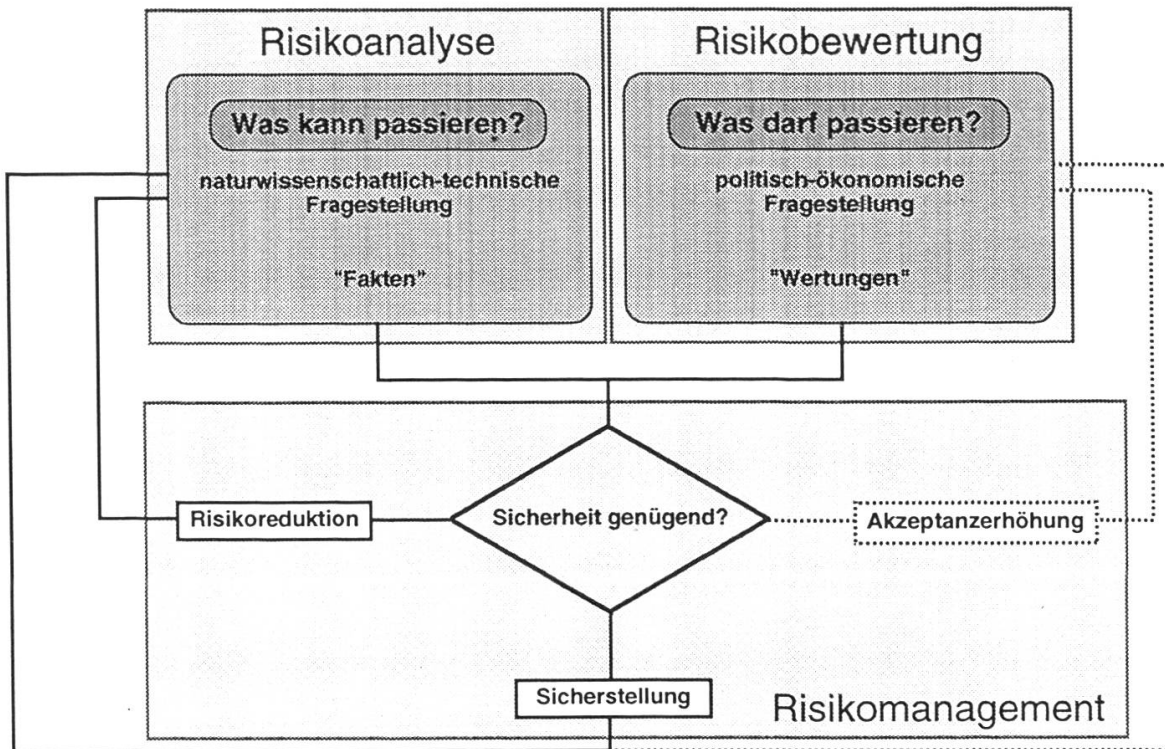 Risikoanalyse
Was kann passieren?
naturwissenschaftlich-technische
Fragestellung
"Fakten"
Risikobewertung
Was darf passieren?
politisch-ökonomische
Fragestellung
"Wertungen"
Risikoreduktion
Sicherheit genügend?
Akzeptanzerhöhung
Sicherstellung
Risikomanagement